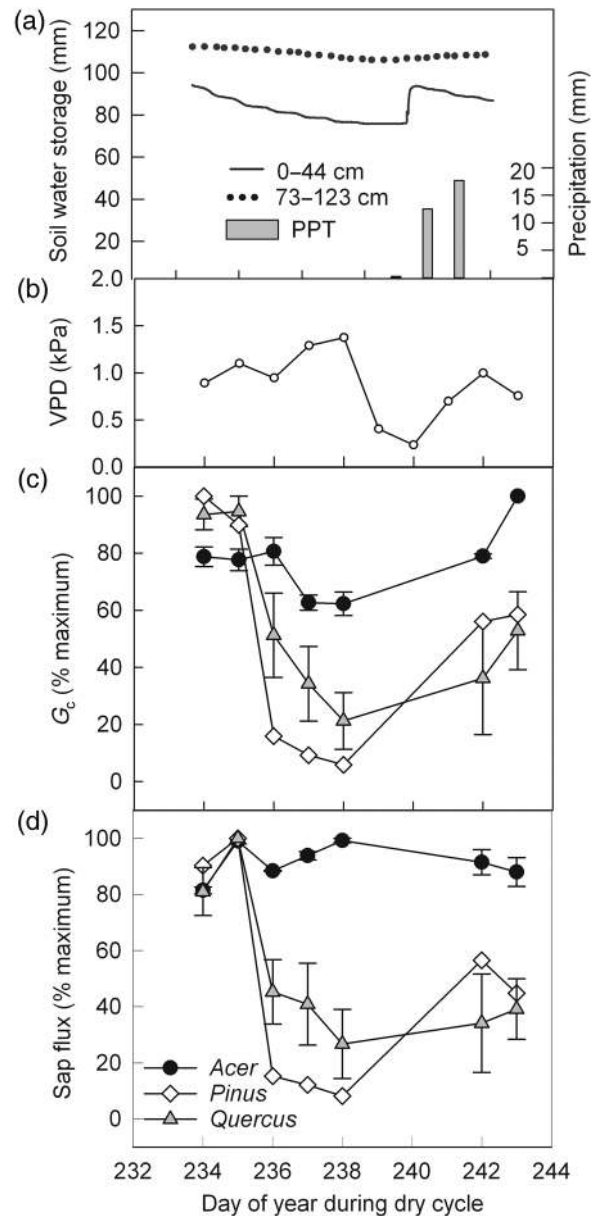 (a)
120
100
80
60
40
20
2.0
Soil water storage (mm)
0–44 cm
73–123 cm
PPT
20
15
10
5
Precipitation (mm)
(b)
1.5
1.0
0.5
0.0
VPD (kPa)
(c)
100
80
60
40
20
0
Gc (% maximum)
(d)
100
80
60
40
20
0
Sap flux (% maximum)
Acer
Pinus
Quercus
232 234 236 238 240 242 244
Day of year during dry cycle